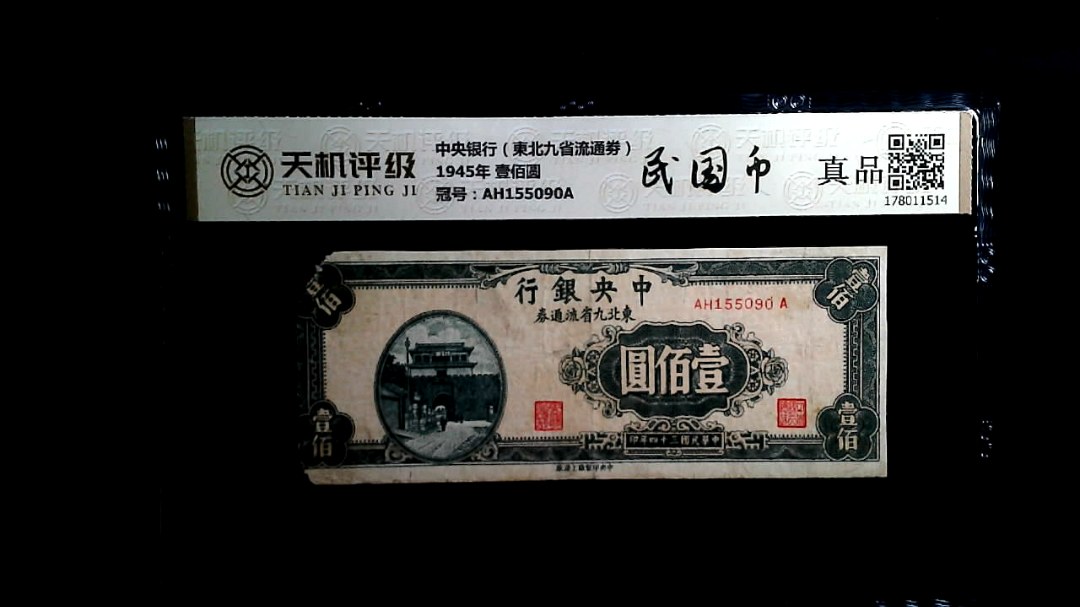 天机评级
TIAN JI PING JI
中央银行（東北九省流通券）
1945年 壹佰圆
冠号：AH155090A
民国币
真品
178011514
行銀央中
券通流省九北東
AH155090 A
圓佰壹
印年四十三國民華中
壹佰
壹佰
壹佰
壹佰